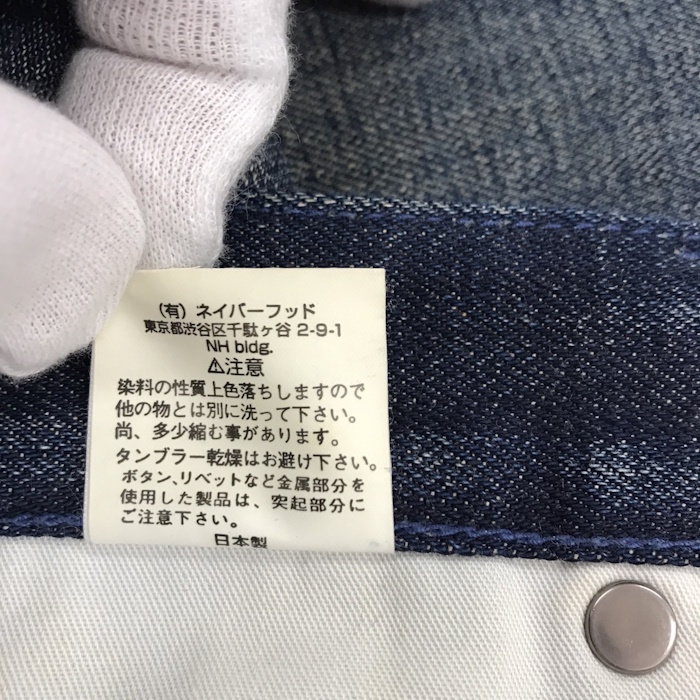 (有) ネイバーフッド
東京都渋谷区千駄ヶ谷 2-9-1
NH bldg.
⚠注意
染料の性質上色落ちしますので
他の物とは別に洗って下さい。
尚、多少縮む事があります。
タンブラー乾燥はお避け下さい。
ボタン、リベットなど金属部分を
使用した製品は、突起部分に
ご注意下さい。
日本製